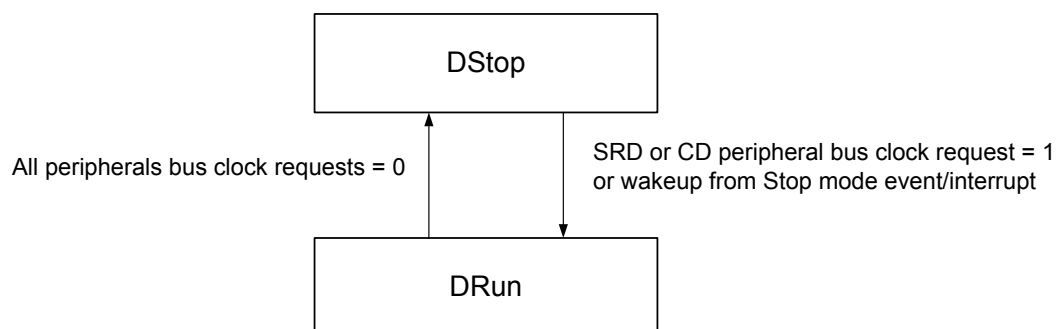 DStop
All peripherals bus clock requests = 0
SRD or CD peripheral bus clock request = 1
or wakeup from Stop mode event/interrupt
DRun